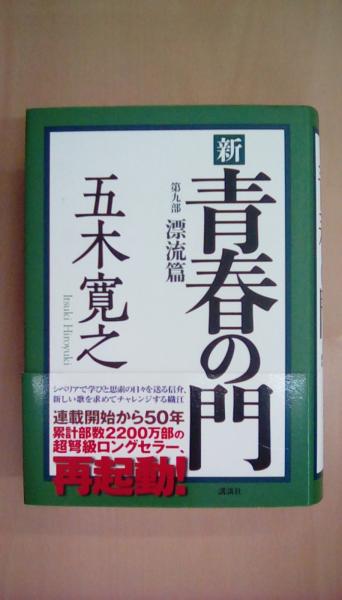 新
青春の門
第九部
漂流篇
五木寛之
Itsuki Hiroyuki
シベリアで学びと思索の日々を送る信介、
新しい歌を求めてチャレンジする織江
連載開始から50年
累計部数2200万部の
超弩級ロングセラー、
再起動!
講談社